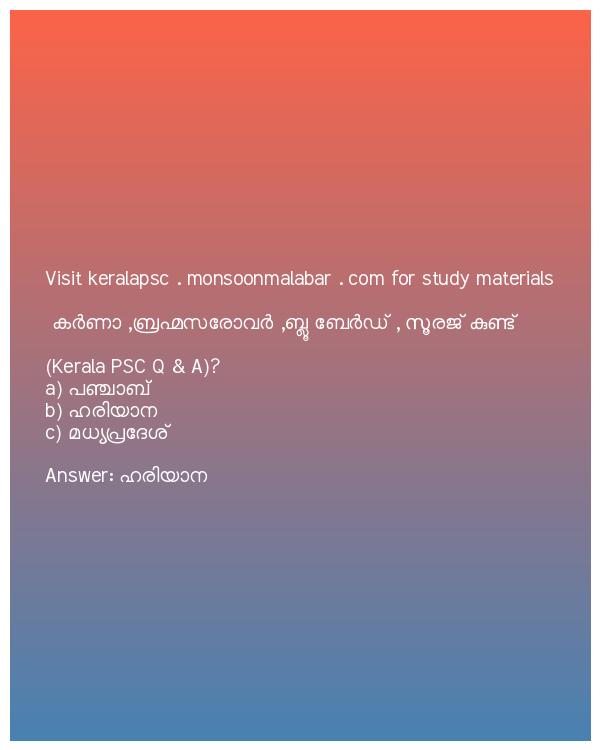 Visit keralapsc . monsoonmalabar . com for study materials
കർണാ ,ബ്രഹ്മസരോവർ ,ബ്ലൂ ബേർഡ് , സൂരജ് കുണ്ട്
(Kerala PSC Q & A)?
a) പഞ്ചാബ്
b) ഹരിയാന
c) മധ്യപ്രദേശ്
Answer: ഹരിയാന